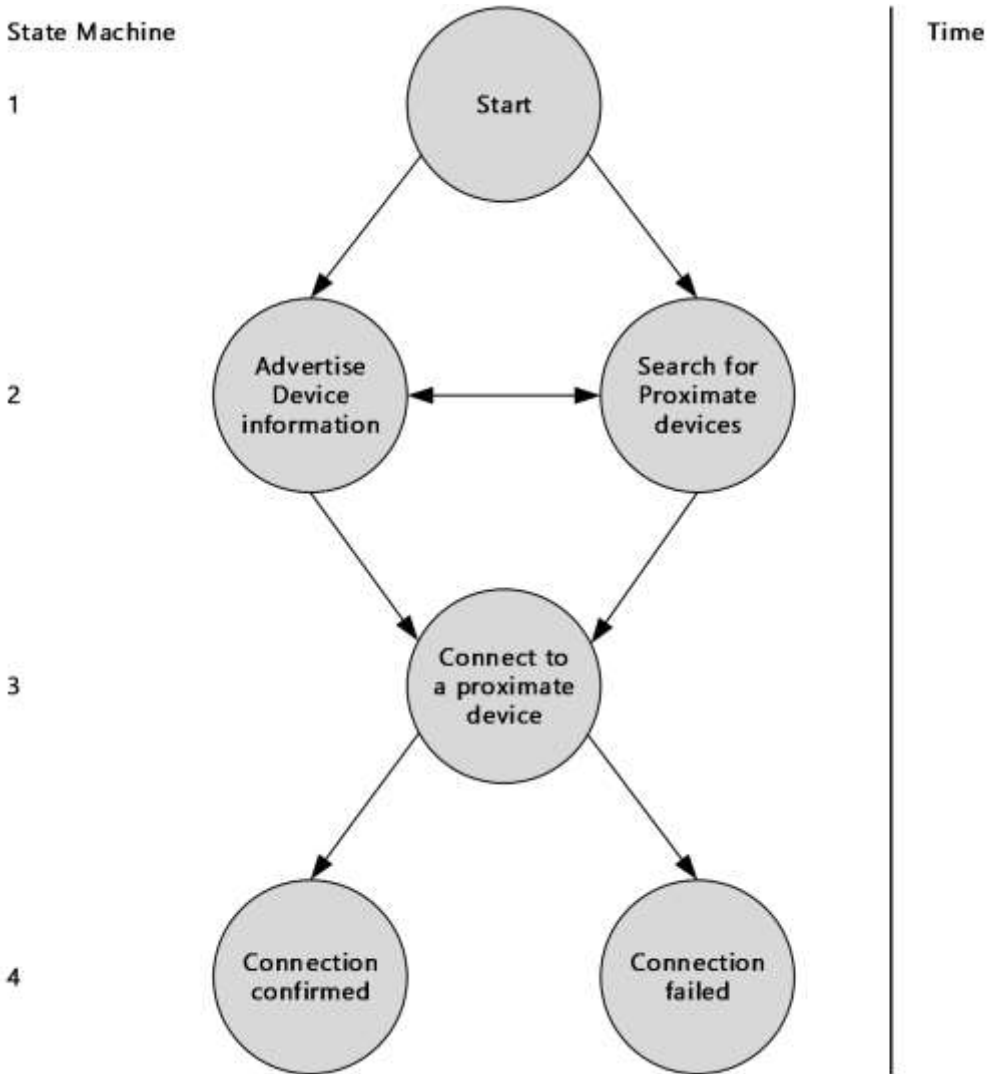 State Machine
Time
1
Start
2
Advertise
Device
information
Search for
Proximate
devices
3
Connect to
a proximate
device
4
Connection
confirmed
Connection
failed